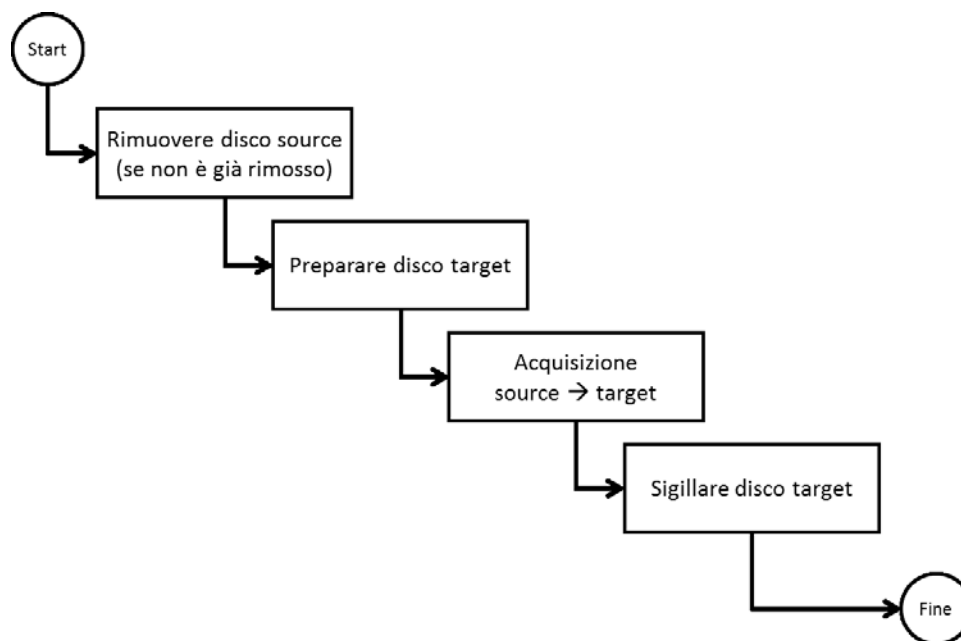 Start
Rimuovere disco source
(se non è già rimosso)
Preparare disco target
Acquisizione
source → target
Sigillare disco target
Fine